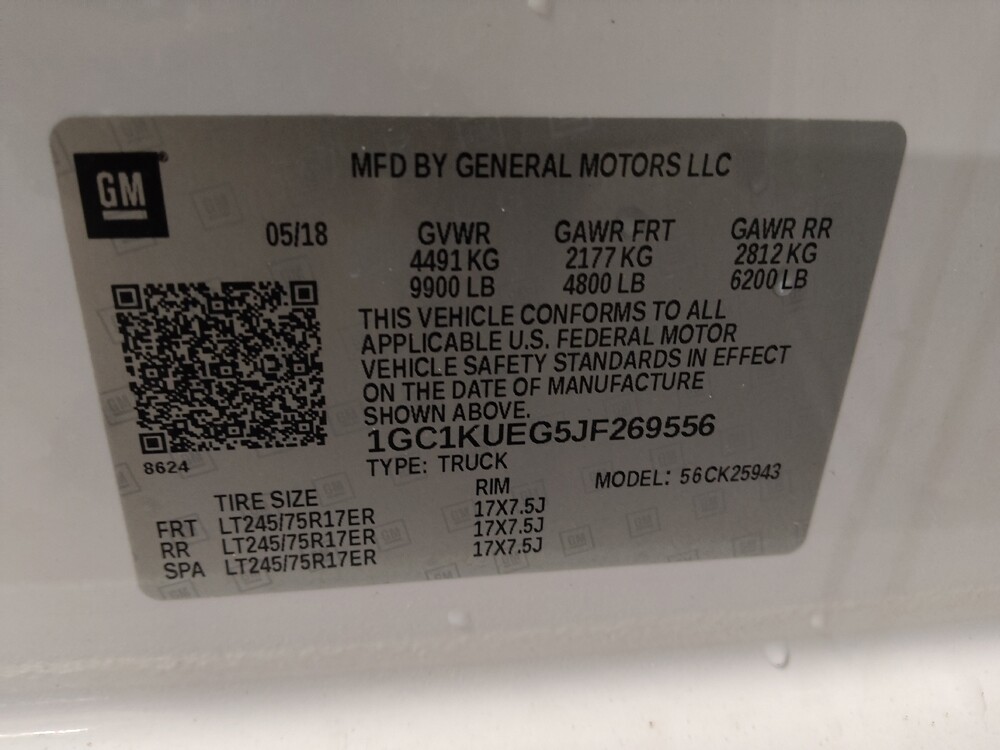 GM
MFD BY GENERAL MOTORS LLC
05/18 GVWR GAWR FRT GAWR RR
4491 KG 2177 KG 2812 KG
9900 LB 4800 LB 6200 LB
THIS VEHICLE CONFORMS TO ALL
APPLICABLE U.S. FEDERAL MOTOR
VEHICLE SAFETY STANDARDS IN EFFECT
ON THE DATE OF MANUFACTURE
SHOWN ABOVE.
1GC1KUEG5JF269556
8624
TYPE: TRUCK MODEL: 56CK25943
TIRE SIZE RIM
FRT LT245/75R17ER 17X7.5J
RR LT245/75R17ER 17X7.5J
SPA LT245/75R17ER 17X7.5J